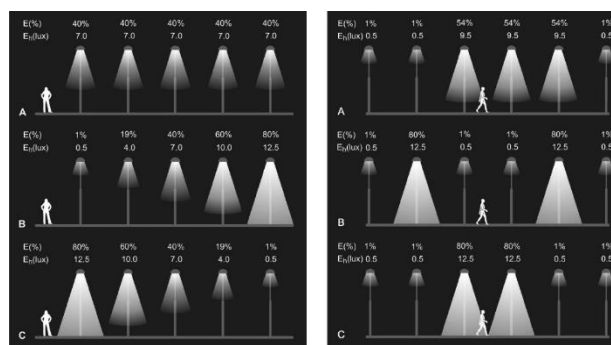 E(%) 40% 40% 40% 40% 40%
Eh(lux) 7.0 7.0 7.0 7.0 7.0
A
E(%) 1% 19% 40% 60% 80%
Eh(lux) 0.5 4.0 7.0 10.0 12.5
B
E(%) 80% 60% 40% 19% 1%
Eh(lux) 12.5 10.0 7.0 4.0 0.5
C
E(%) 1% 1% 54% 54% 54% 1%
Eh(lux) 0.5 0.5 9.5 9.5 9.5 0.5
A
E(%) 1% 80% 1% 1% 80% 1%
Eh(lux) 0.5 12.5 0.5 0.5 12.5 0.5
B
E(%) 1% 1% 80% 80% 1% 1%
Eh(lux) 0.5 0.5 12.5 12.5 0.5 0.5
C